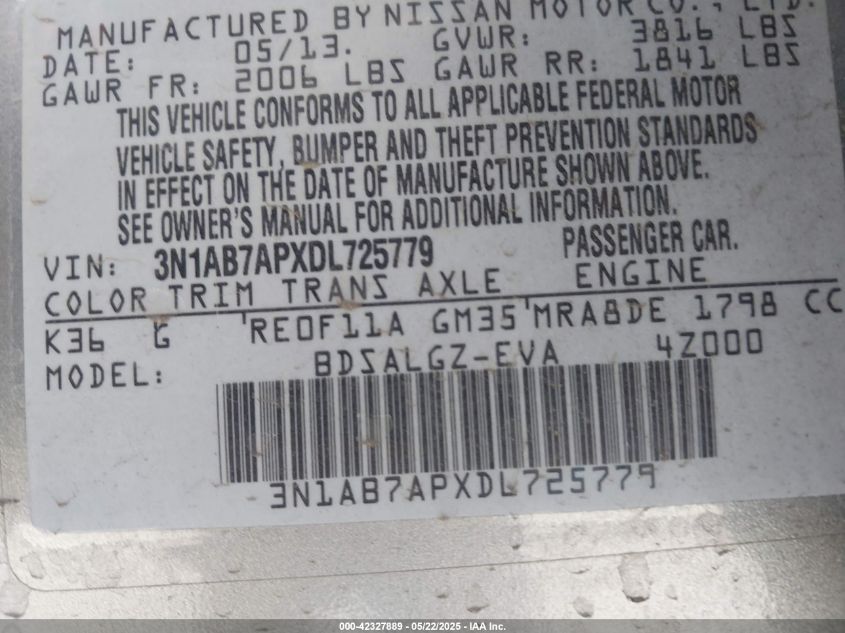 MANUFACTURED BY NISSAN MOTOR CO., LTD.
DATE: 05/13. GVWR: 3816 LBS
GAWR FR: 2006 LBS GAWR RR: 1841 LBS
THIS VEHICLE CONFORMS TO ALL APPLICABLE FEDERAL MOTOR
VEHICLE SAFETY, BUMPER AND THEFT PREVENTION STANDARDS
IN EFFECT ON THE DATE OF MANUFACTURE SHOWN ABOVE.
SEE OWNER'S MANUAL FOR ADDITIONAL INFORMATION.
VIN: 3N1AB7APXDL725779 PASSENGER CAR.
COLOR TRIM TRANS AXLE ENGINE
K36 G 'RE0F11A GM35'MRA8DE 1798 CC
MODEL: BDSALGZ-EVA 4Z000
3N1AB7APXDL725779
000-42327889 - 05/22/2025 - IAA Inc.